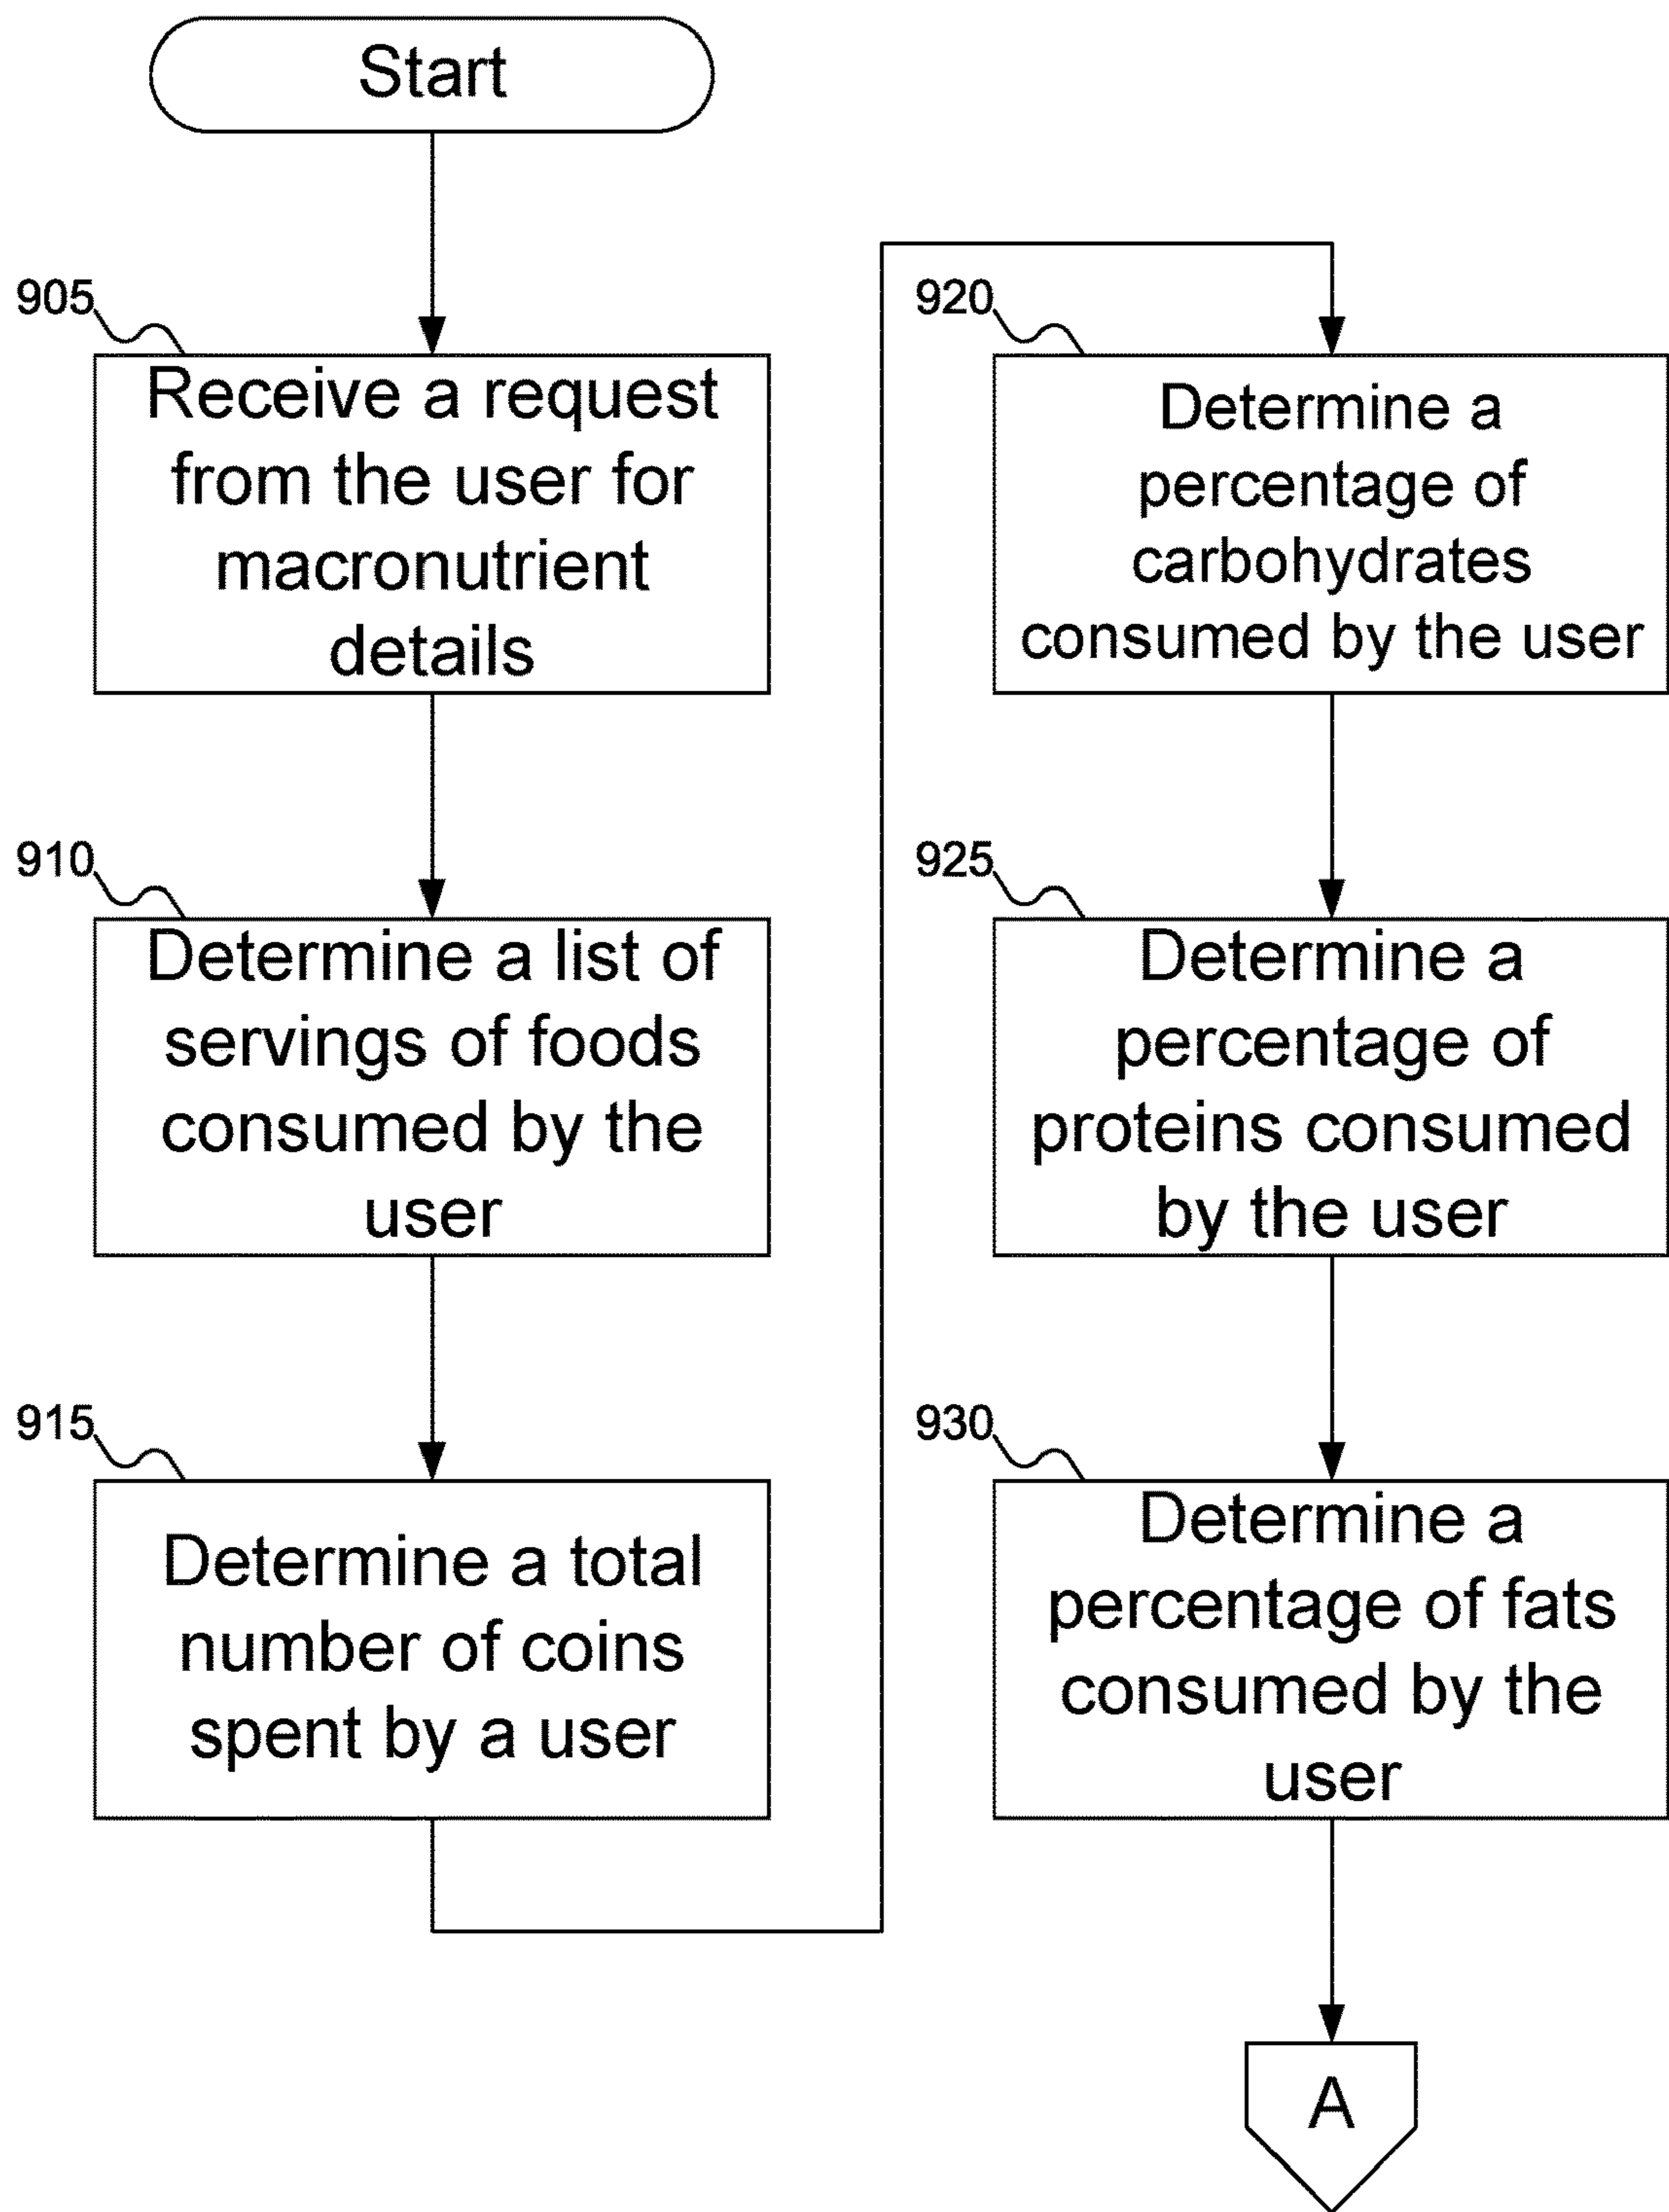 Start
905
Receive a request
from the user for
macronutrient
details
910
Determine a list of
servings of foods
consumed by the
user
915
Determine a total
number of coins
spent by a user
920
Determine a
percentage of
carbohydrates
consumed by the user
925
Determine a
percentage of
proteins consumed
by the user
930
Determine a
percentage of fats
consumed by the
user
A